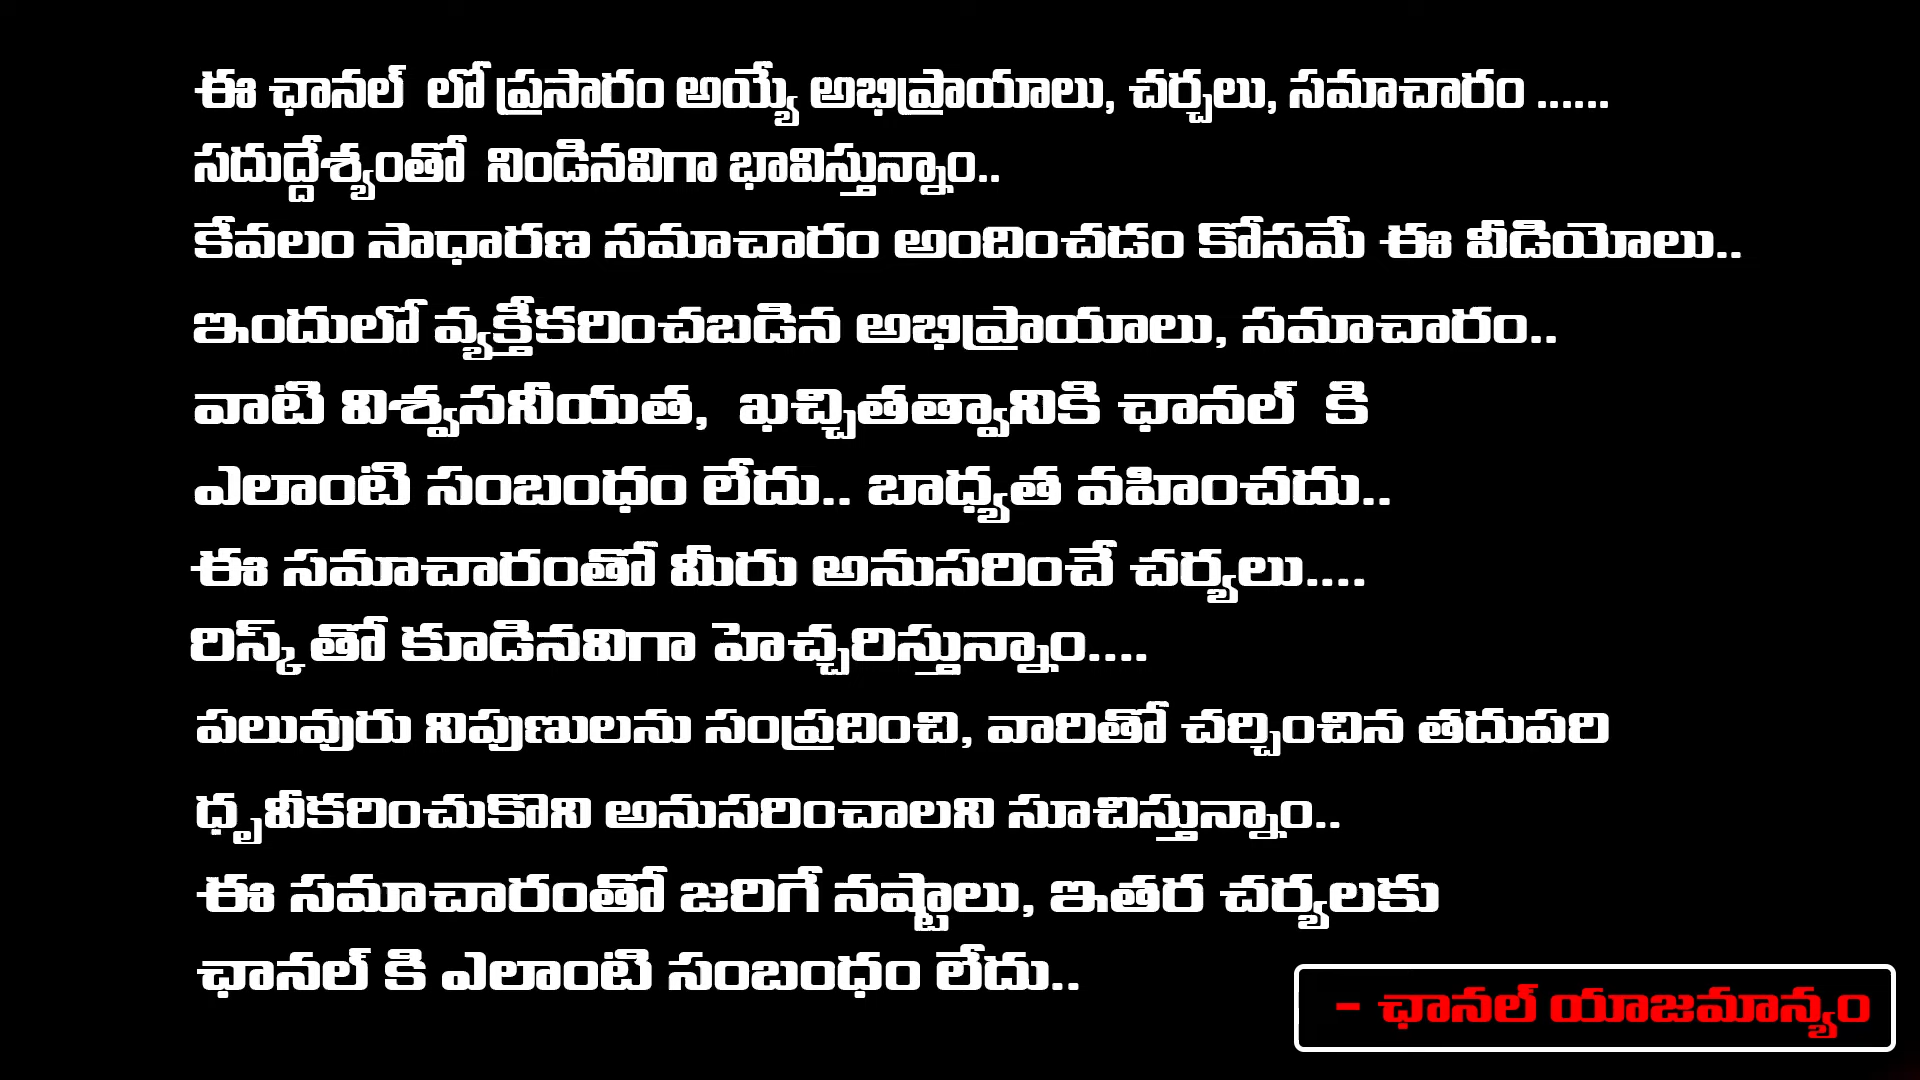 ఈ ఛానల్ లో ప్రసారం అయ్యే అభిప్రాయాలు, చర్చలు, సమాచారం ......
సదుద్దేశ్యంతో నిండినవిగా భావిస్తున్నాం..
కేవలం సాధారణ సమాచారం అందించడం కోసమే ఈ వీడియోలు..
ఇందులో వ్యక్తీకరించబడిన అభిప్రాయాలు, సమాచారం..
వాటి విశ్వసనీయత, ఖచ్చితత్వానికి ఛానల్ కి
ఎలాంటి సంబంధం లేదు.. బాధ్యత వహించదు..
ఈ సమాచారంతో మీరు అనుసరించే చర్యలు....
రిస్క్ తో కూడినవిగా హెచ్చరిస్తున్నాం....
పలువురు నిపుణులను సంప్రదించి, వారితో చర్చించిన తదుపరి
ధృవీకరించుకొని అనుసరించాలని సూచిస్తున్నాం..
ఈ సమాచారంతో జరిగే నష్టాలు, ఇతర చర్యలకు
ఛానల్ కి ఎలాంటి సంబంధం లేదు..
- ఛానల్ యాజమాన్యం